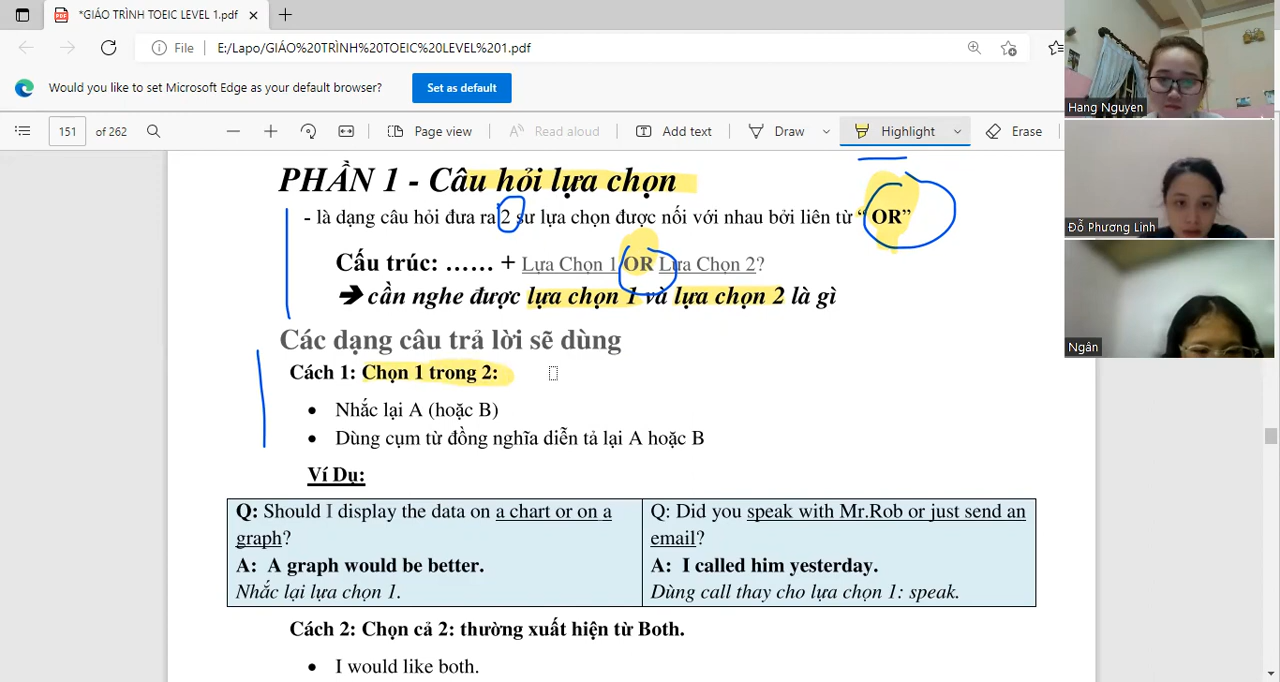 *GIÁO TRÌNH TOEIC LEVEL 1.pdf
File E:/Lapo/GIÁO%20TRÌNH%20TOEIC%20LEVEL%201.pdf
Would you like to set Microsoft Edge as your default browser? Set as default
151 of 262 Page view Read aloud Add text Draw Highlight Erase
Hang Nguyen
Đỗ Phương Linh
Ngân
PHẦN 1 - Câu hỏi lựa chọn
- là dạng câu hỏi đưa ra 2 sư lựa chọn được nối với nhau bởi liên từ “OR”
Cấu trúc: …… + Lựa Chọn 1 OR Lựa Chọn 2?
➔ cần nghe được lựa chọn 1 và lựa chọn 2 là gì
Các dạng câu trả lời sẽ dùng
Cách 1: Chọn 1 trong 2:
• Nhắc lại A (hoặc B)
• Dùng cụm từ đồng nghĩa diễn tả lại A hoặc B
Ví Dụ:
Q: Should I display the data on a chart or on a
graph?
A: A graph would be better.
Nhắc lại lựa chọn 1.
Q: Did you speak with Mr.Rob or just send an
email?
A: I called him yesterday.
Dùng call thay cho lựa chọn 1: speak.
Cách 2: Chọn cả 2: thường xuất hiện từ Both.
• I would like both.